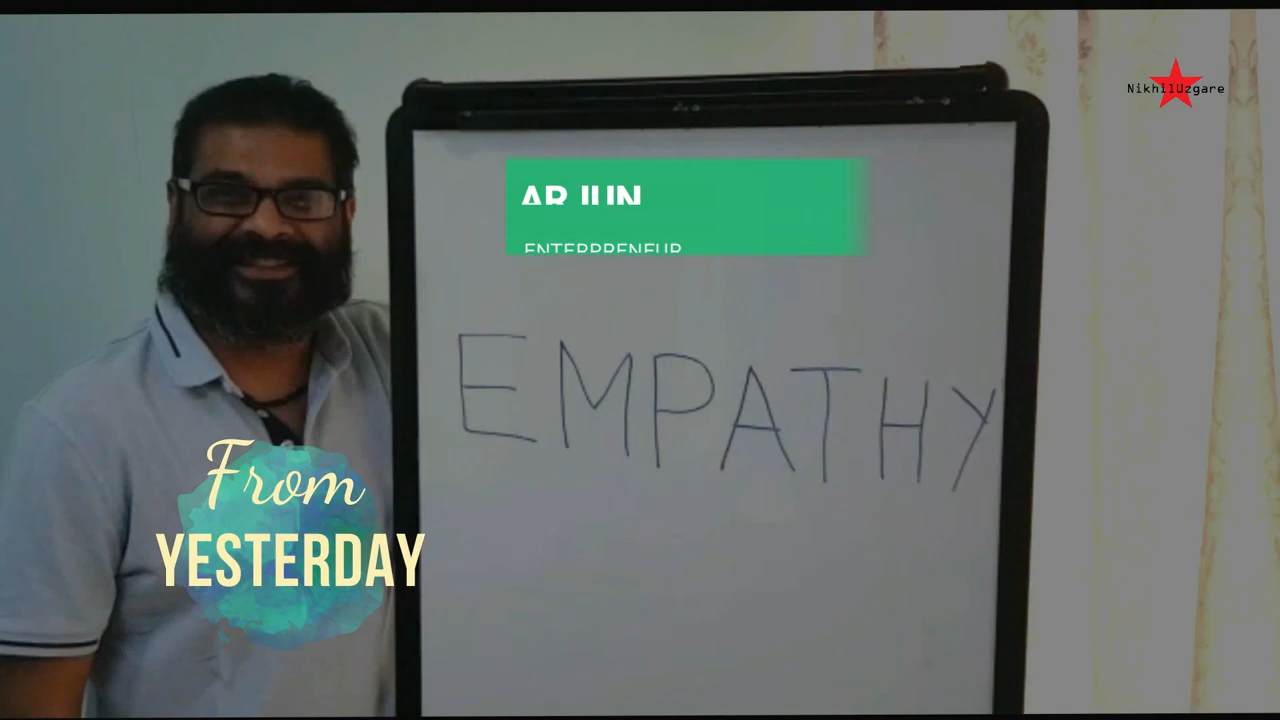 NikhilUzgare
ARJUN
ENTERPRENEUR
EMPATHY
From
YESTERDAY